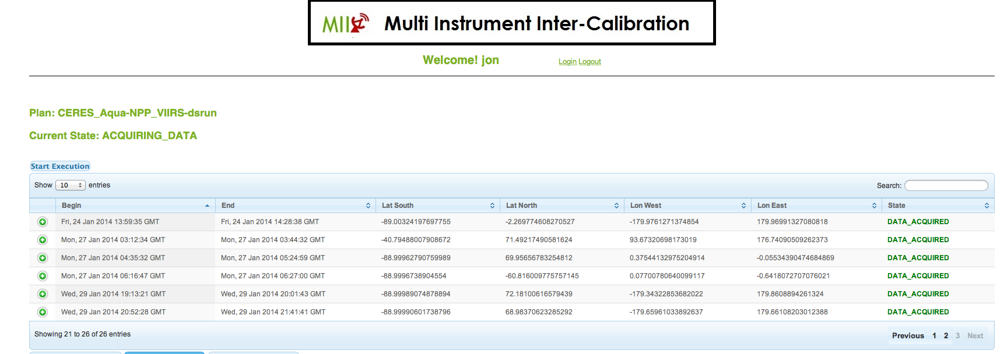 MIIC Multi Instrument Inter-Calibration
Welcome! jon Login Logout
Plan: CERES_Aqua-NPP_VIIRS-dsrun
Current State: ACQUIRING_DATA
Start Execution
Show 10 entries Search:
Begin End Lat South Lat North Lon West Lon East State
Fri, 24 Jan 2014 13:59:35 GMT Fri, 24 Jan 2014 14:28:38 GMT -89.00324197697755 -2.269774608270527 -179.9761271374854 179.96991327080818 DATA_ACQUIRED
Mon, 27 Jan 2014 03:12:34 GMT Mon, 27 Jan 2014 03:44:32 GMT -40.79488007908672 71.49217490581624 93.67320698173019 176.74090509262373 DATA_ACQUIRED
Mon, 27 Jan 2014 04:35:32 GMT Mon, 27 Jan 2014 05:24:59 GMT -88.99962790759989 69.95656783254812 0.37544132975204914 -0.05534390474684869 DATA_ACQUIRED
Mon, 27 Jan 2014 06:16:47 GMT Mon, 27 Jan 2014 06:27:00 GMT -88.9996738904554 -60.816009775757145 0.07700780640099117 -0.6418072707076021 DATA_ACQUIRED
Wed, 29 Jan 2014 19:13:21 GMT Wed, 29 Jan 2014 20:01:43 GMT -88.99989074878894 72.18100616579439 -179.34322853682022 179.8608894261324 DATA_ACQUIRED
Wed, 29 Jan 2014 20:52:28 GMT Wed, 29 Jan 2014 21:41:41 GMT -88.99990601738796 68.98370623285292 -179.65961033892637 179.66108203012388 DATA_ACQUIRED
Showing 21 to 26 of 26 entries Previous 1 2 3 Next